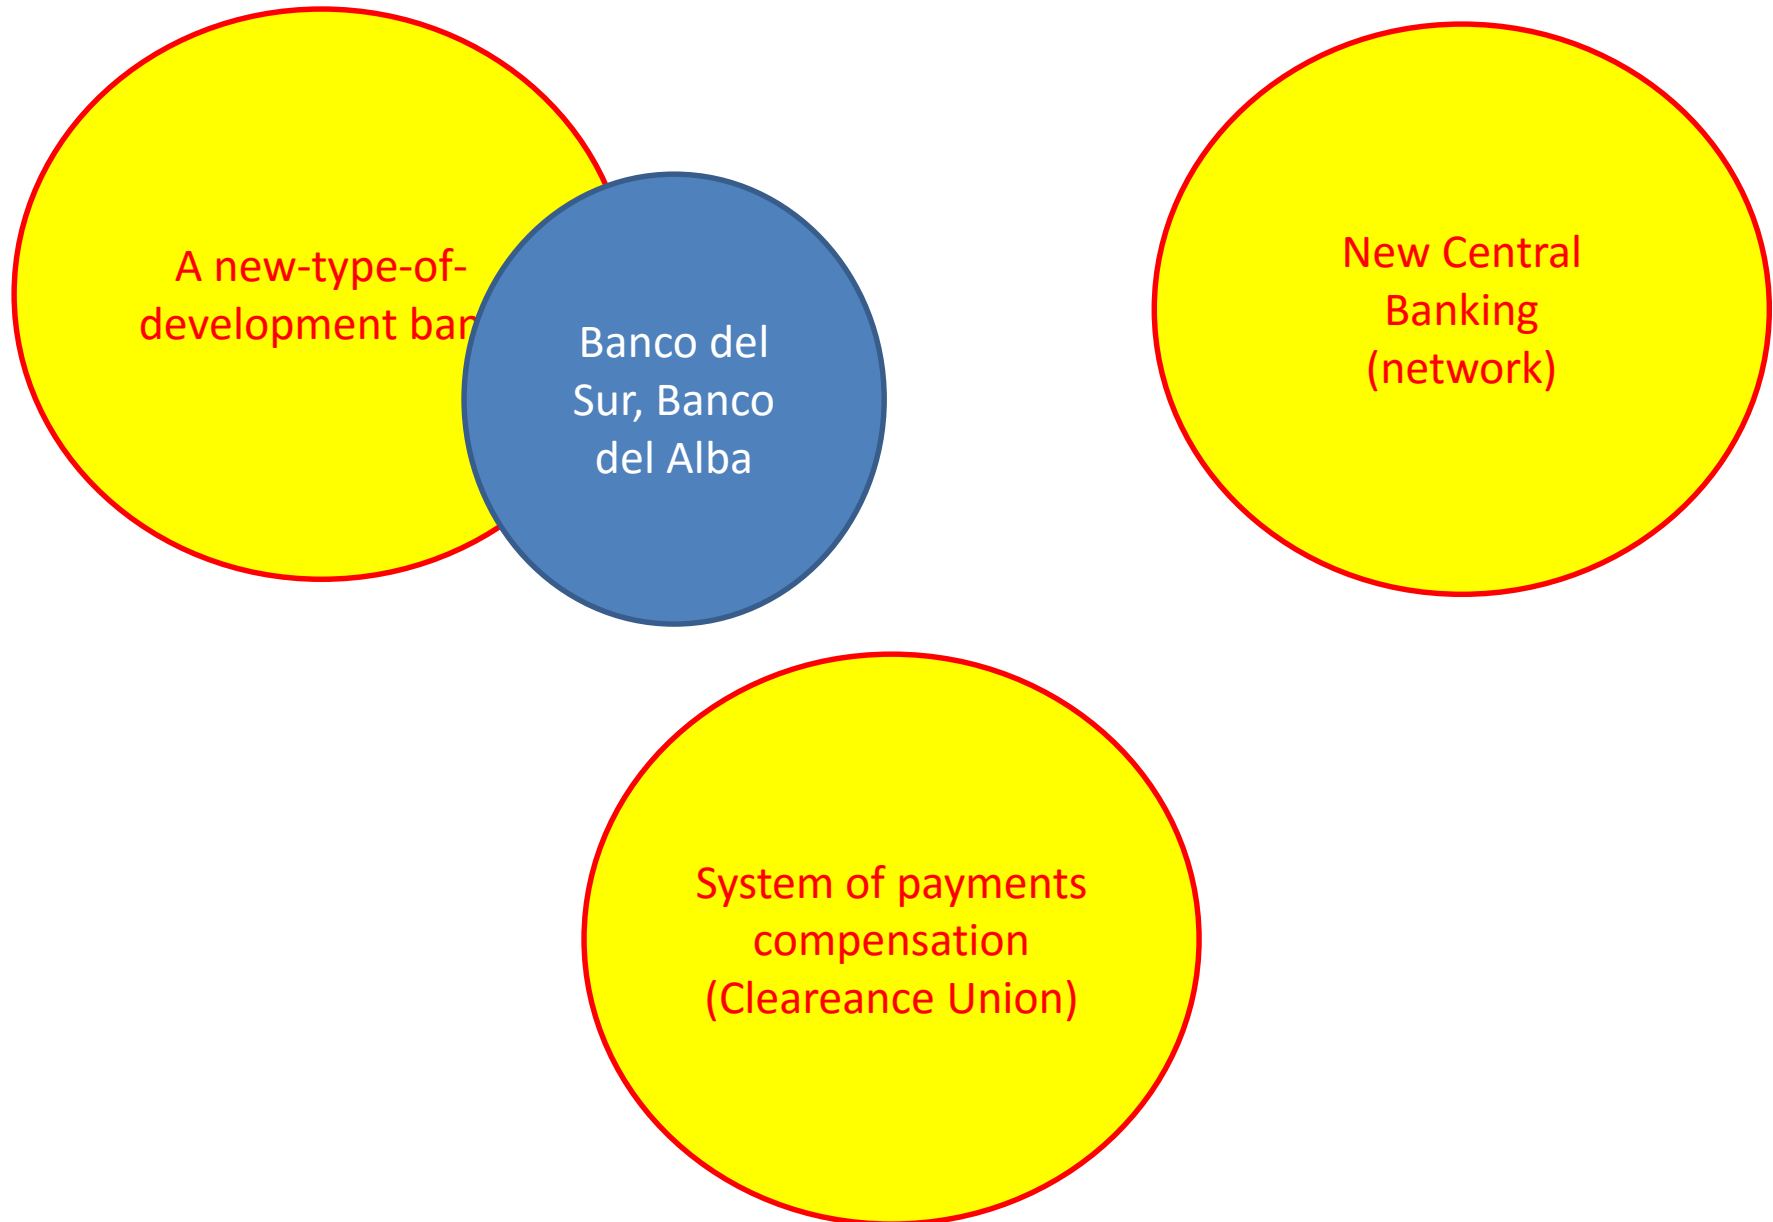 A new-type-of-
development ban
Banco del
Sur, Banco
del Alba
New Central
Banking
(network)
System of payments
compensation
(Cleareance Union)